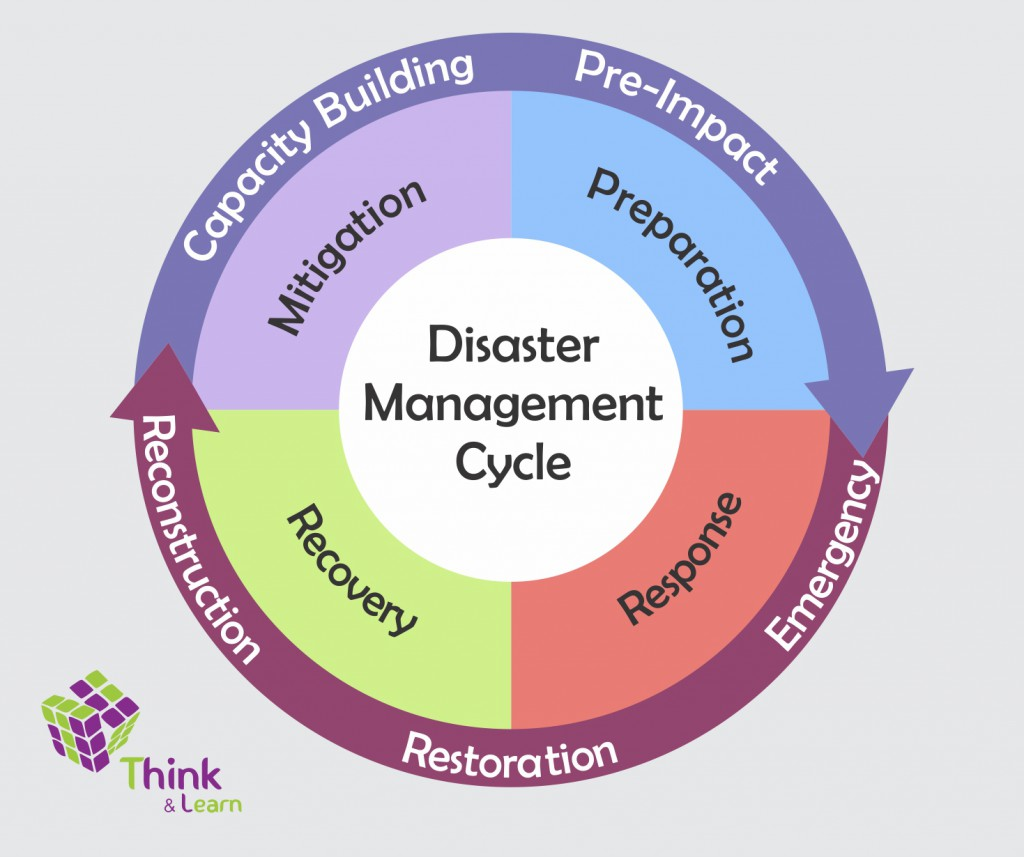 Capacity Building
Pre-Impact
Mitigation
Preparation
Disaster
Management
Cycle
Reconstruction
Recovery
Response
Emergency
Restoration
Think
& Learn